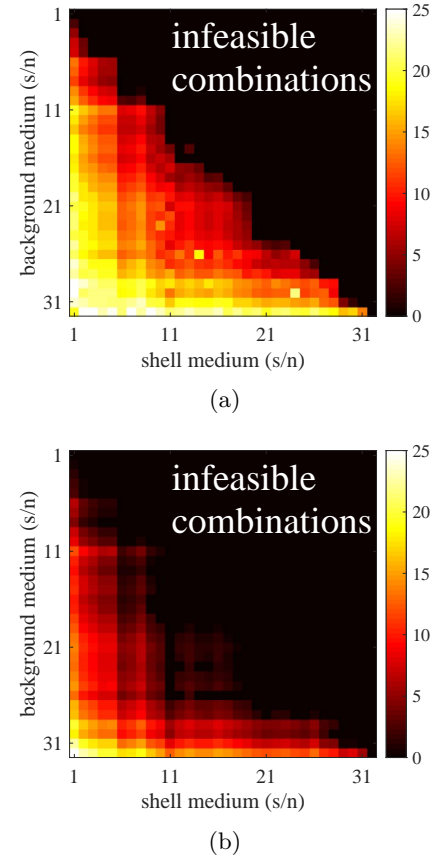 1
11
21
31
background medium (s/n)
infeasible
combinations
1
11
21
31
shell medium (s/n)
25
20
15
10
5
0
(a)
1
11
21
31
background medium (s/n)
infeasible
combinations
1
11
21
31
shell medium (s/n)
25
20
15
10
5
0
(b)